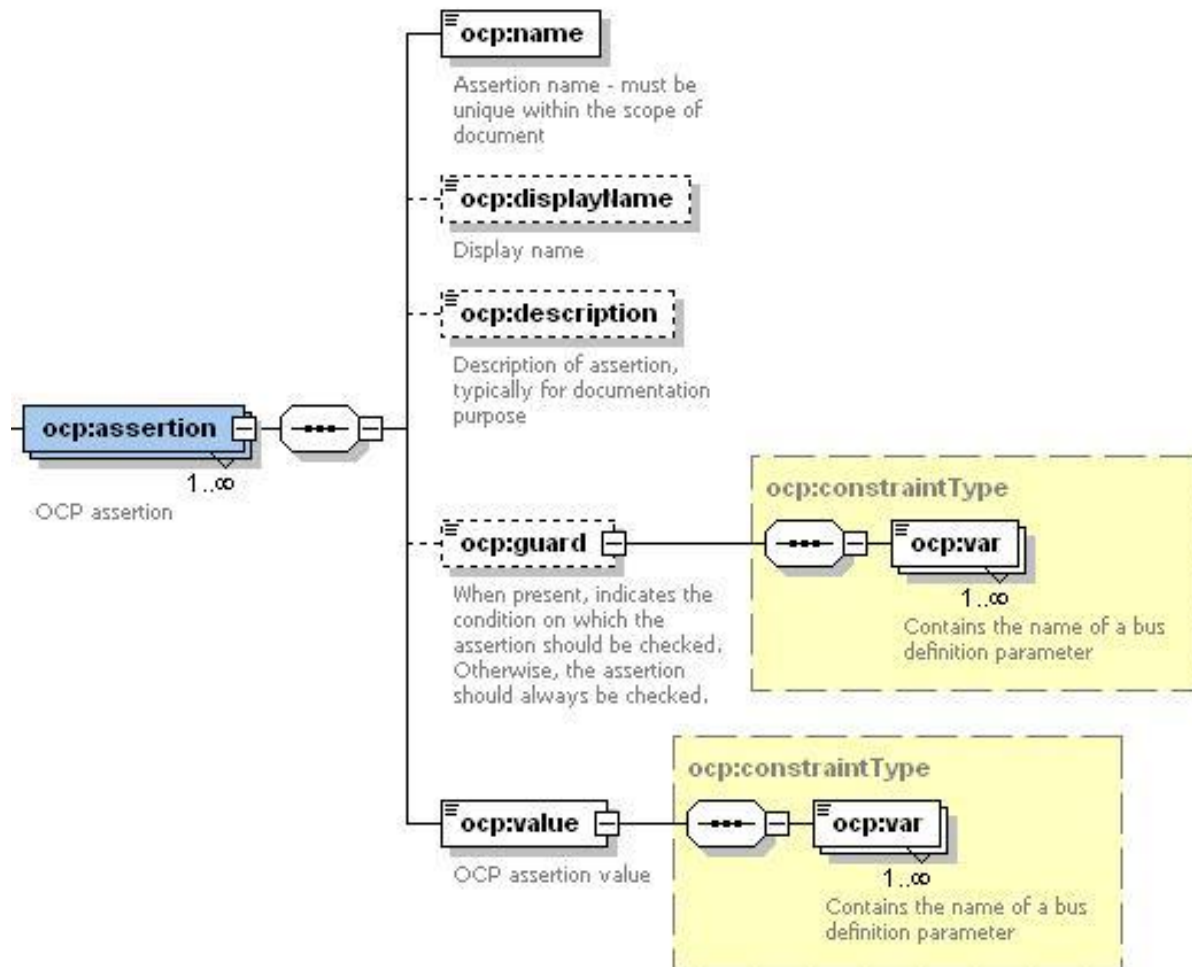 ocp:name
Assertion name - must be
unique within the scope of
document
ocp:displayName
Display name
ocp:description
Description of assertion,
typically for documentation
purpose
ocp:assertion
1..∞
OCP assertion
ocp:guard
When present, indicates the
condition on which the
assertion should be checked.
Otherwise, the assertion
should always be checked.
ocp:constraintType
ocp:var
1..∞
Contains the name of a bus
definition parameter
ocp:value
OCP assertion value
ocp:constraintType
ocp:var
1..∞
Contains the name of a bus
definition parameter